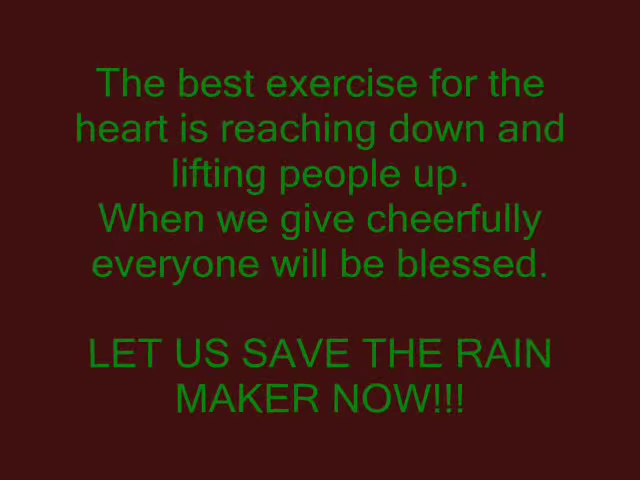 The best exercise for the
heart is reaching down and
lifting people up.
When we give cheerfully
everyone will be blessed.
LET US SAVE THE RAIN
MAKER NOW!!!